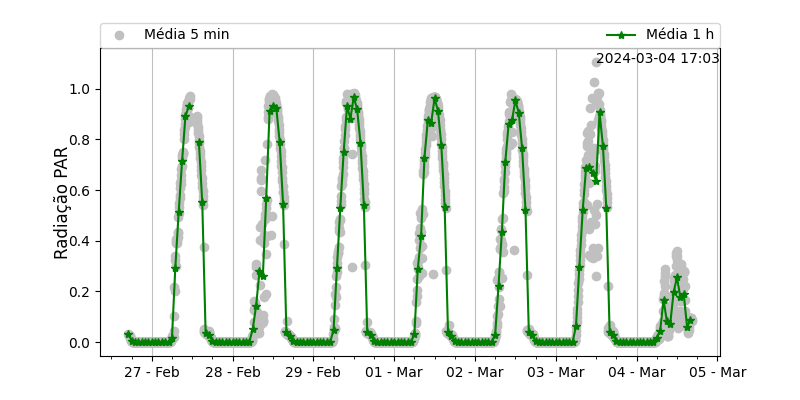 Média 5 min
Média 1 h
2024-03-04 17:03
Radiação PAR
1.0
0.8
0.6
0.4
0.2
0.0
27 - Feb
28 - Feb
29 - Feb
01 - Mar
02 - Mar
03 - Mar
04 - Mar
05 - Mar